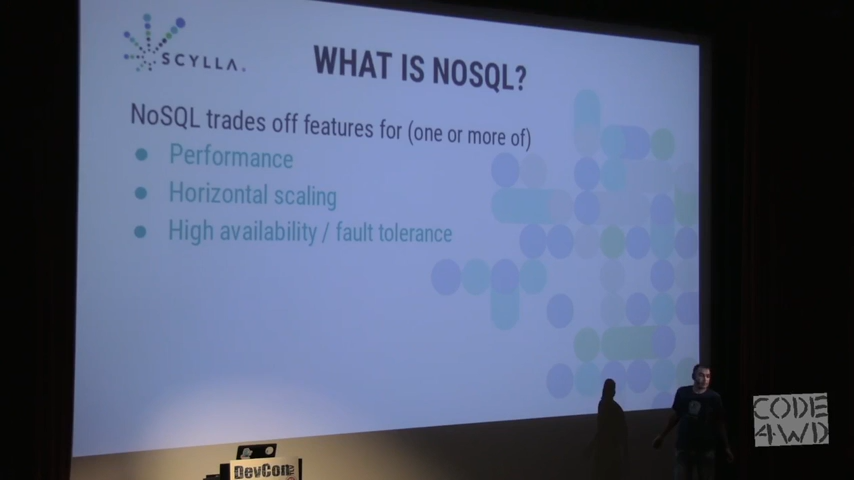 SCYLLA.
WHAT IS NOSQL?
NoSQL trades off features for (one or more of)
Performance
Horizontal scaling
High availability / fault tolerance
CODE
4WD
DevCon